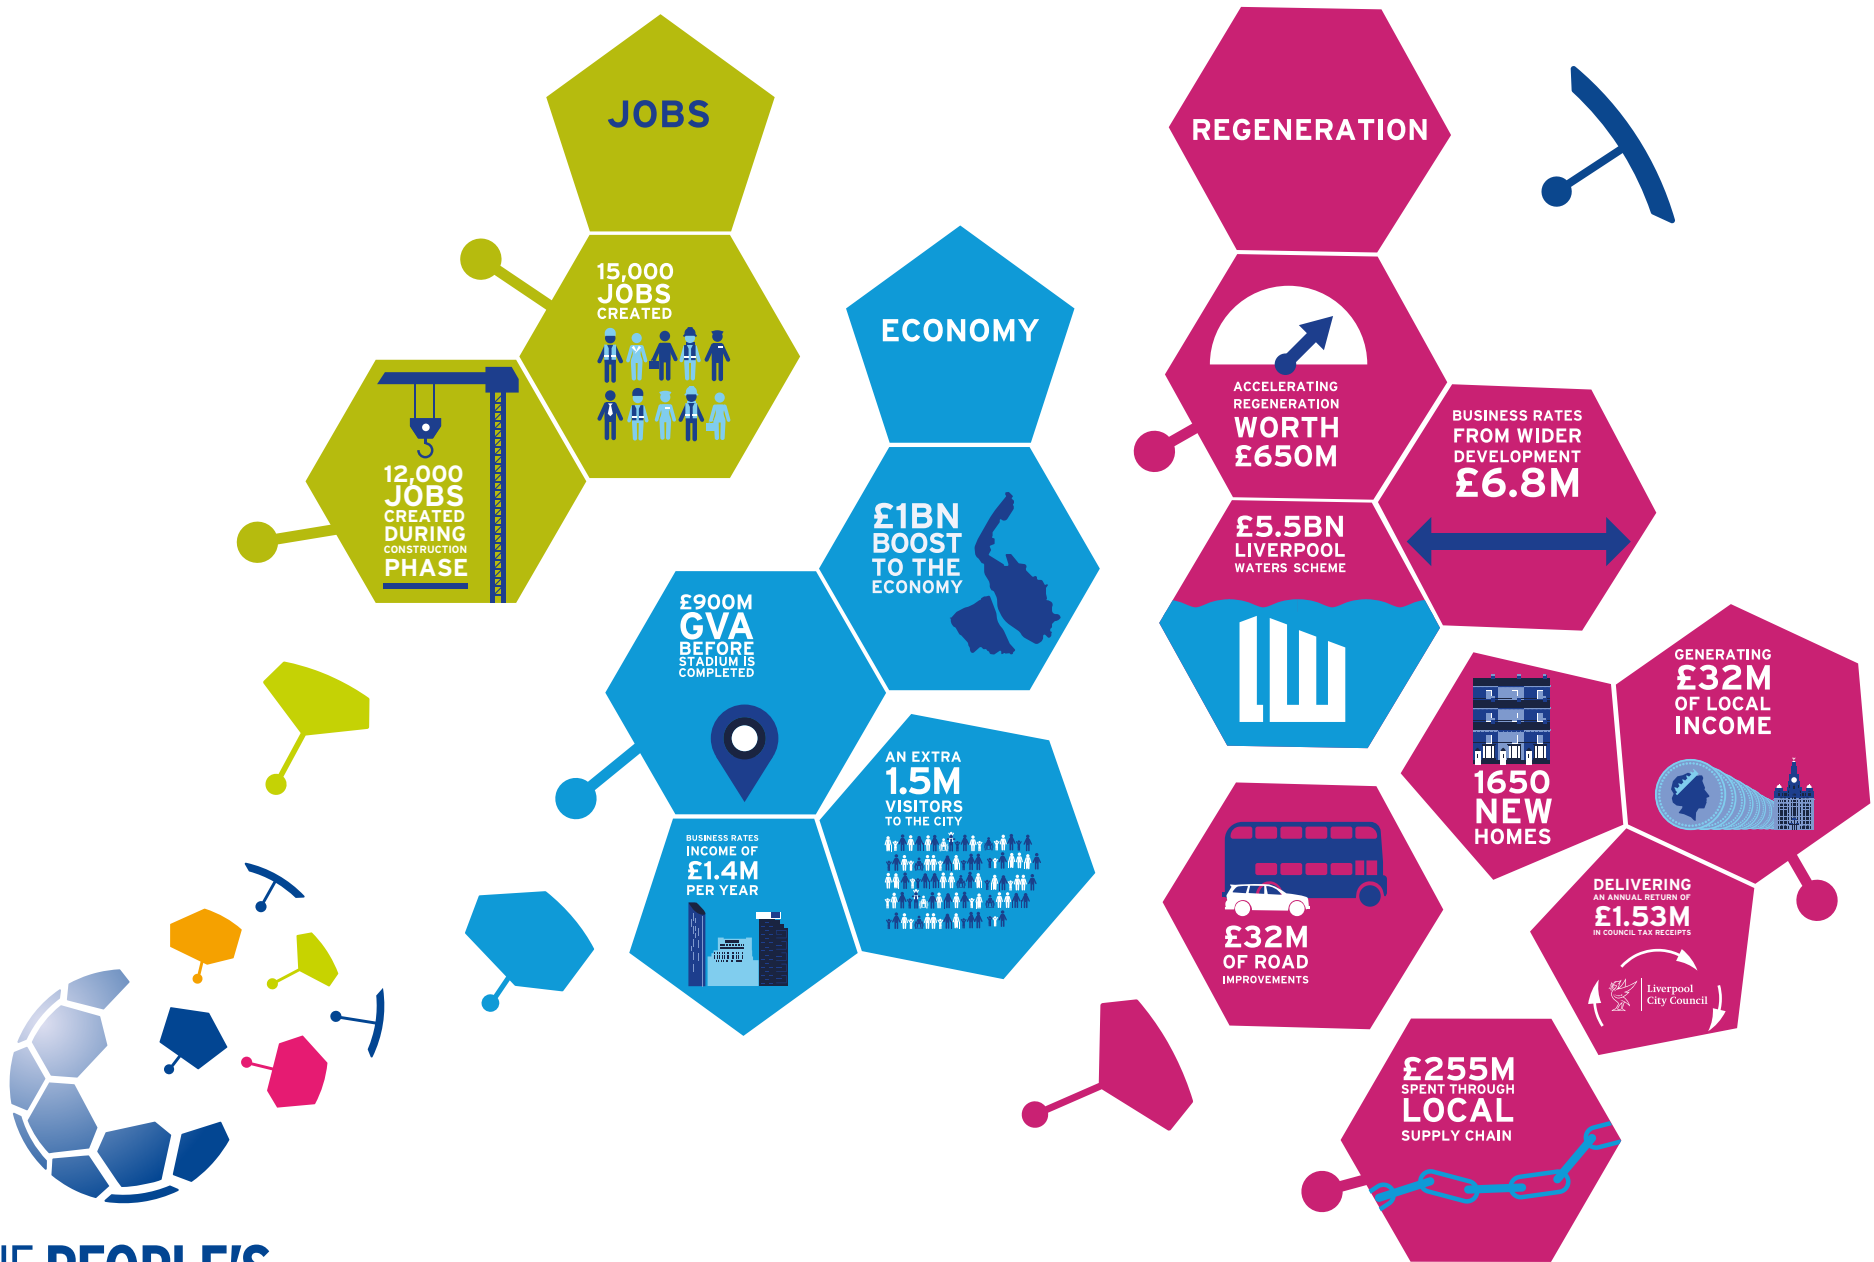 JOBS
15,000
JOBS
CREATED
12,000
JOBS
CREATED
DURING
CONSTRUCTION
PHASE
ECONOMY
£1BN
BOOST
TO THE
ECONOMY
£900M
GVA
BEFORE
STADIUM IS
COMPLETED
AN EXTRA
1.5M
VISITORS
TO THE CITY
BUSINESS RATES
INCOME OF
£1.4M
PER YEAR
REGENERATION
ACCELERATING
REGENERATION
WORTH
£650M
BUSINESS RATES
FROM WIDER
DEVELOPMENT
£6.8M
£5.5BN
LIVERPOOL
WATERS SCHEME
1650
NEW
HOMES
GENERATING
£32M
OF LOCAL
INCOME
£32M
OF ROAD
IMPROVEMENTS
DELIVERING
AN ANNUAL RETURN OF
£1.53M
IN COUNCIL TAX RECEIPTS
Liverpool
City Council
£255M
SPENT THROUGH
LOCAL
SUPPLY CHAIN
PEOPLE'S